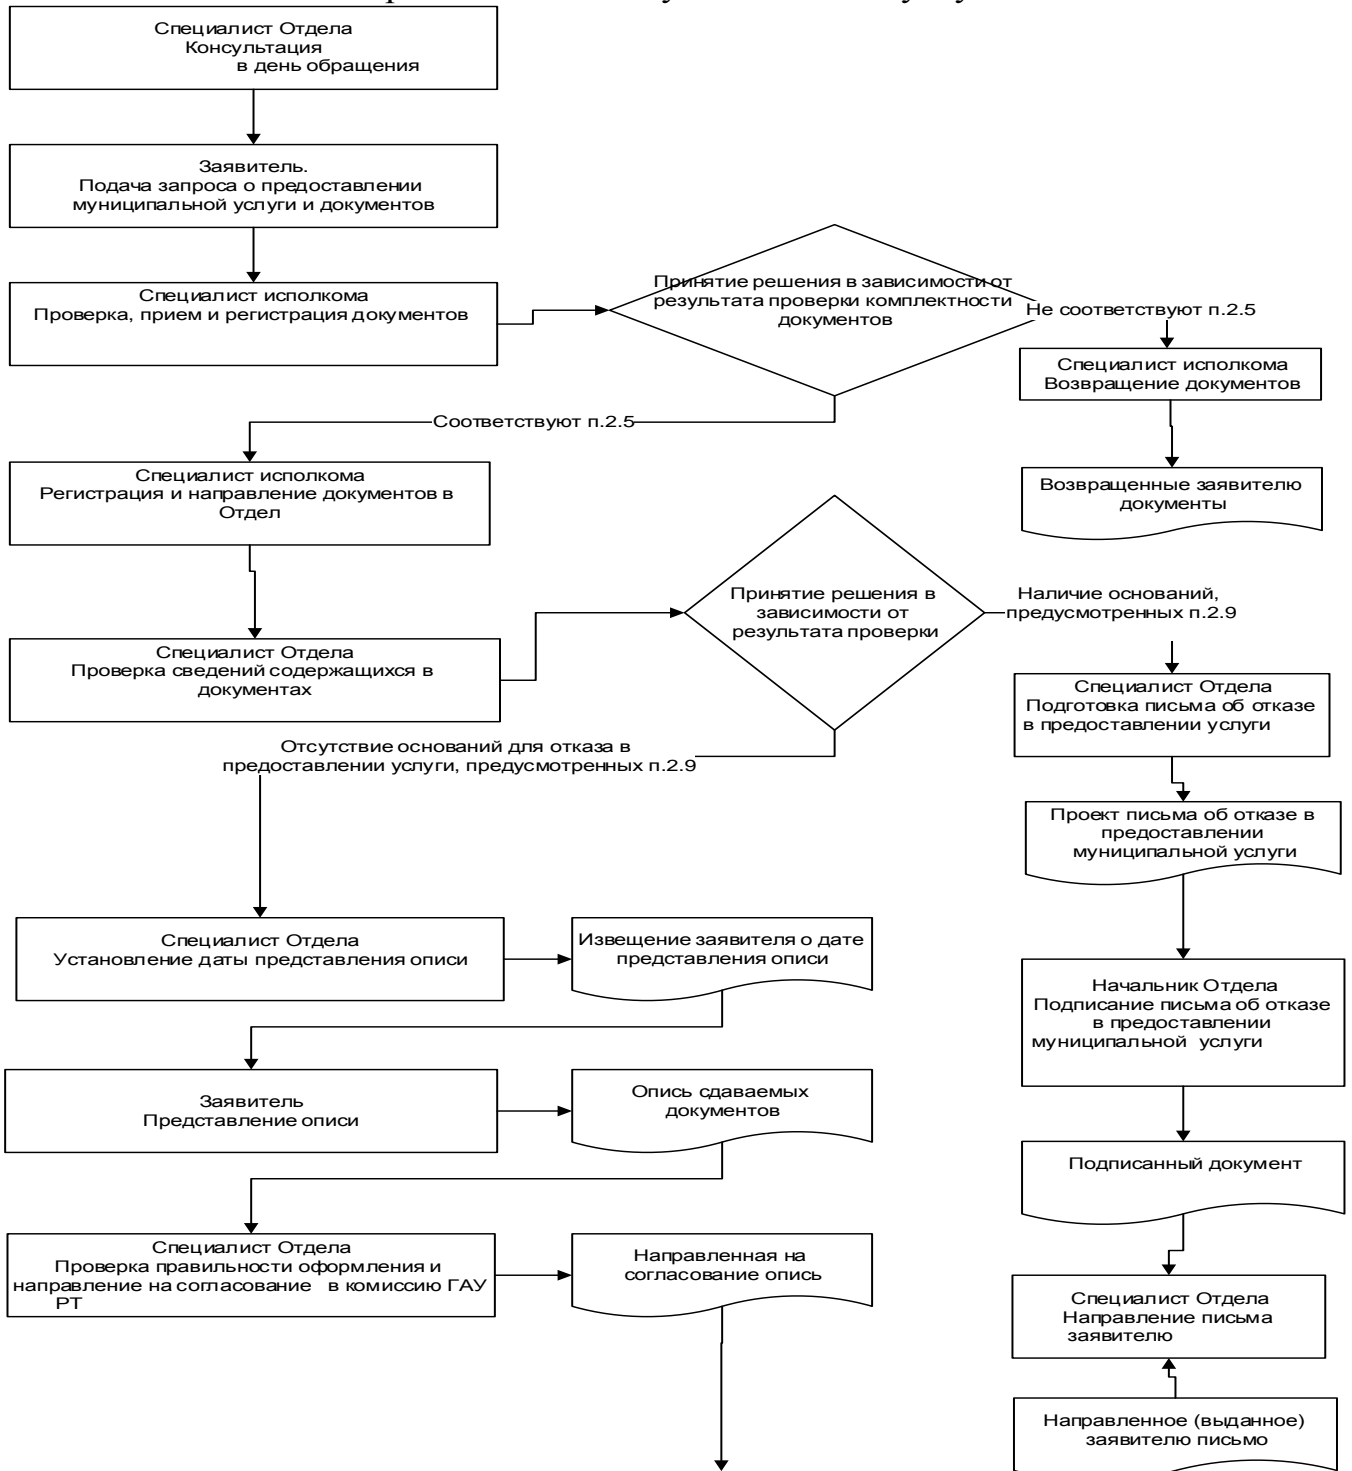 Специалист Отдела
Консультация
в день обращения
Заявитель.
Подача запроса о предоставлении
муниципальной услуги и документов
Специалист исполкома
Проверка, прием и регистрация документов
Принятие решения в зависимости от
результата проверки комплектности
документов
Не соответствуют п.2.5
Специалист исполкома
Возвращение документов
Соответствуют п.2.5
Специалист исполкома
Регистрация и направление документов в
Отдел
Возвращенные заявителю
документы
Принятие решения в
зависимости от
результата проверки
Наличие оснований,
предусмотренных п.2.9
Специалист Отдела
Проверка сведений содержащихся в
документах
Специалист Отдела
Подготовка письма об отказе
в предоставлении услуги
Отсутствие оснований для отказа в
предоставлении услуги, предусмотренных п.2.9
Проект письма об отказе в
предоставлении
муниципальной услуги
Специалист Отдела
Установление даты представления описи
Извещение заявителя о дате
представления описи
Начальник Отдела
Подписание письма об отказе
в предоставлении
муниципальной услуги
Заявитель
Представление описи
Опись сдаваемых
документов
Подписанный документ
Специалист Отдела
Проверка правильности оформления и
направление на согласование в комиссию ГАУ
РТ
Направленная на
согласование опись
Специалист Отдела
Направление письма
заявителю
Направленное (выданное)
заявителю письмо